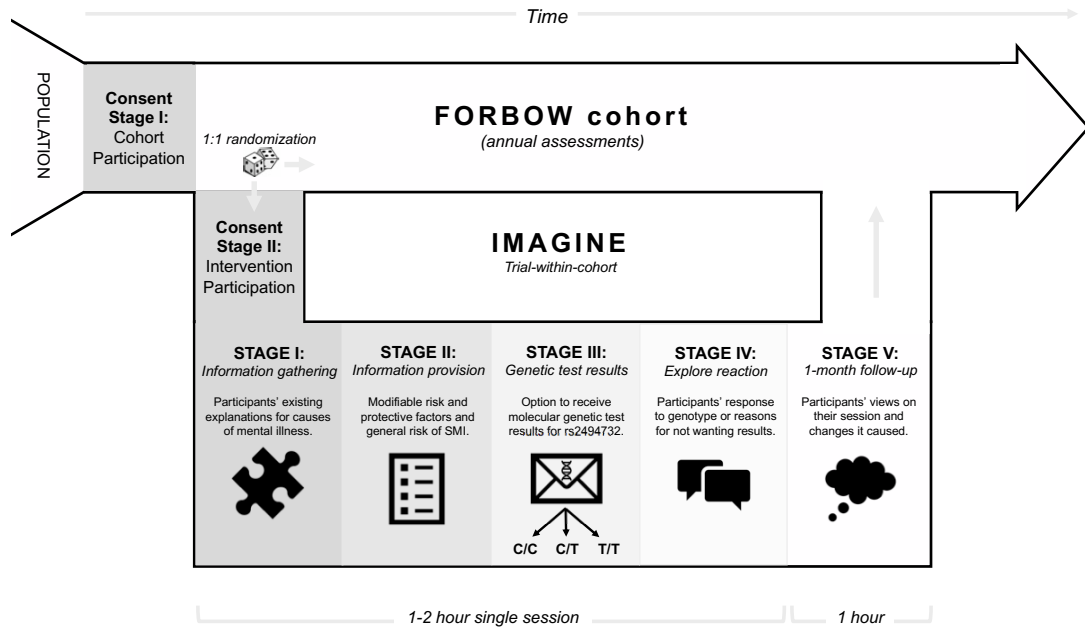 Time
POPULATION
Consent
Stage I:
Cohort
Participation
FORBOW cohort
(annual assessments)
1:1 randomization
Consent
Stage II:
Intervention
Participation
IMAGINE
Trial-within-cohort
STAGE I:
Information gathering
Participants' existing
explanations for causes
of mental illness.
STAGE II:
Information provision
Modifiable risk and
protective factors and
general risk of SMI.
STAGE III:
Genetic test results
Option to receive
molecular genetic test
results for rs2494732.
C/C C/T T/T
STAGE IV:
Explore reaction
Participants' response
to genotype or reasons
for not wanting results.
STAGE V:
1-month follow-up
Participants' views on
their session and
changes it caused.
1-2 hour single session
1 hour